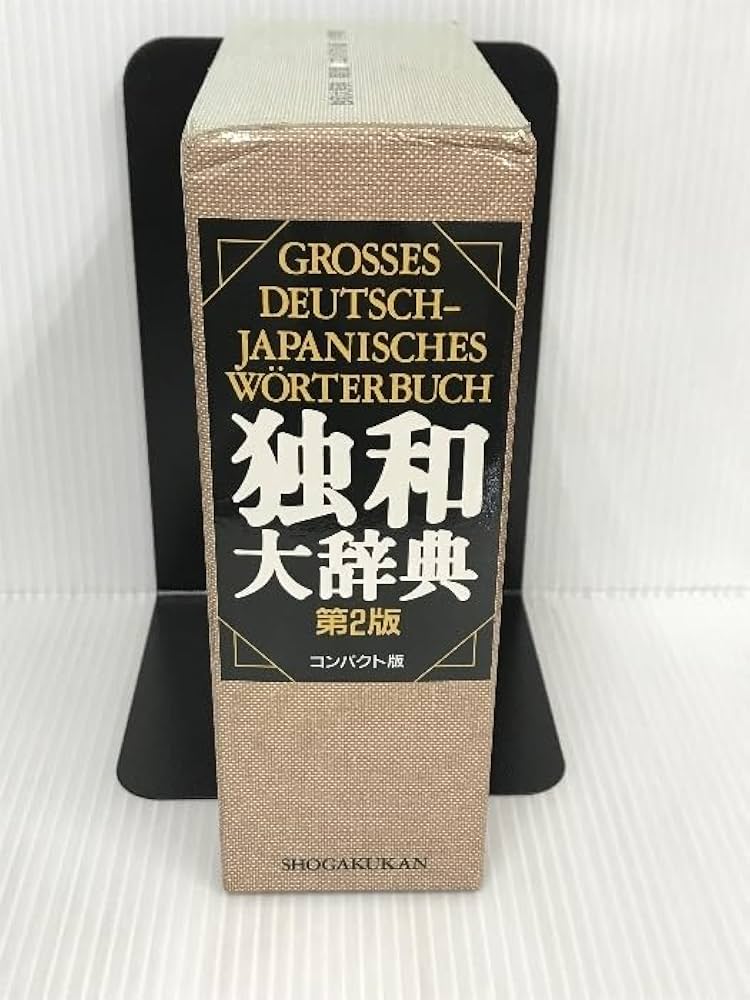 GROSSES
DEUTSCH-
JAPANISCHES
WÖRTERBUCH
独和
大辞典
第2版
コンパクト版
SHOGAKUKAN